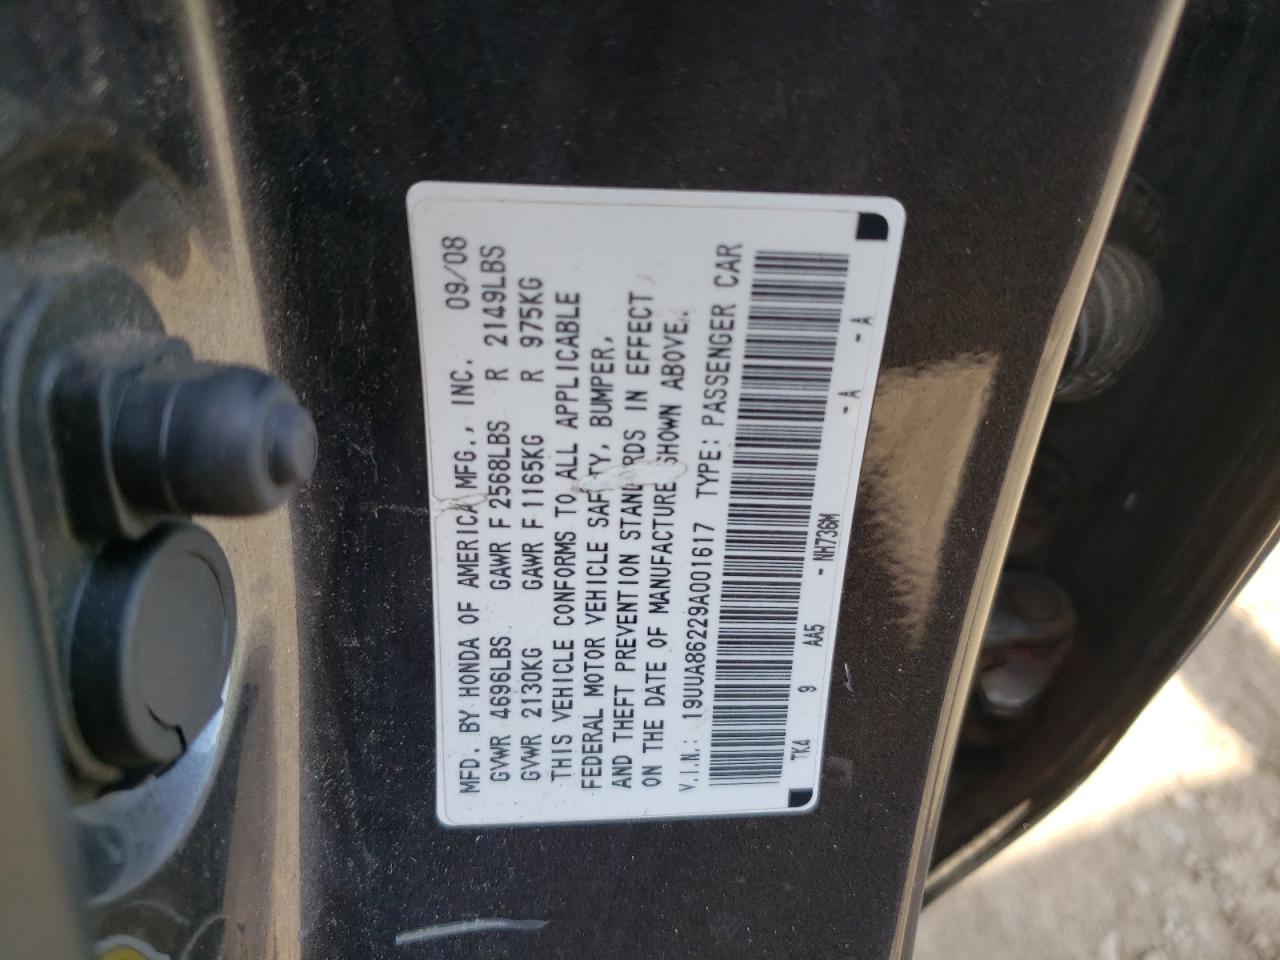 MFD. BY HONDA OF AMERICA MFG., INC. 09/08
GVWR 4696LBS GAWR F 2568LBS R 2149LBS
GVWR 2130KG GAWR F 1165KG R 975KG
THIS VEHICLE CONFORMS TO ALL APPLICABLE
FEDERAL MOTOR VEHICLE SAFETY, BUMPER,
AND THEFT PREVENTION STANDARDS IN EFFECT
ON THE DATE OF MANUFACTURE SHOWN ABOVE.
V.I.N.: 19UUA86229A001617 TYPE: PASSENGER CAR
TK4 9 AA5 - NH736M - A - A